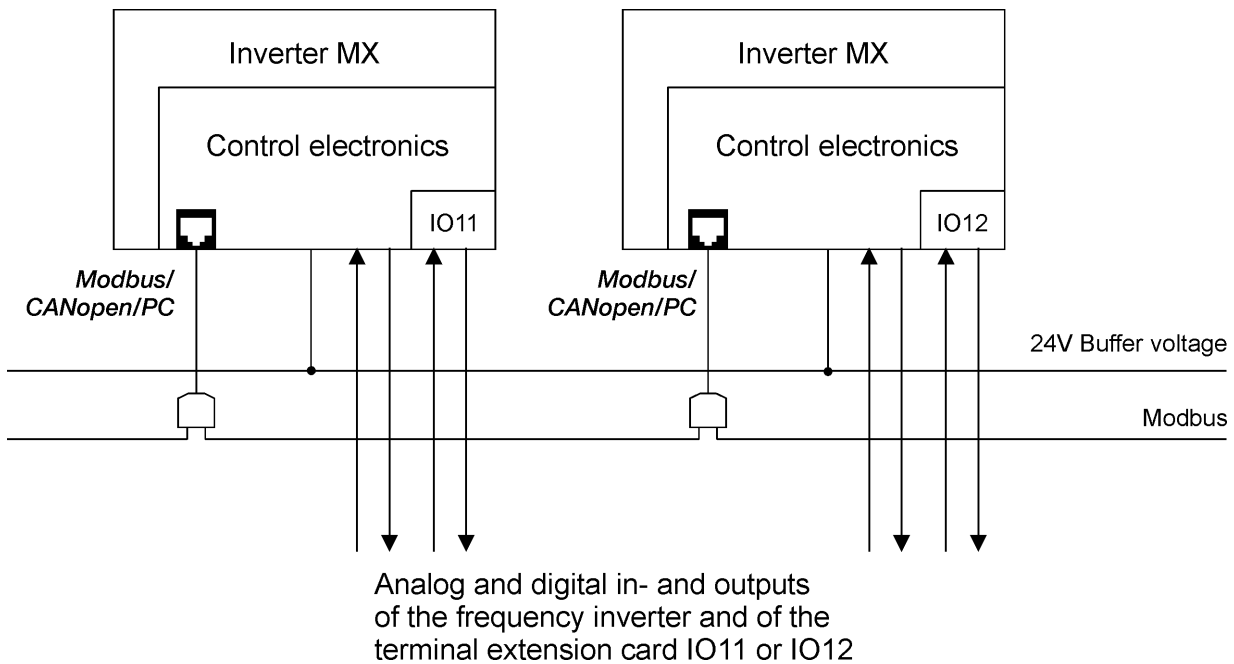 Inverter MX
Control electronics
IO11
Modbus/
CANopen/PC
Inverter MX
Control electronics
IO12
Modbus/
CANopen/PC
24V Buffer voltage
Modbus
Analog and digital in- and outputs
of the frequency inverter and of the
terminal extension card IO11 or IO12